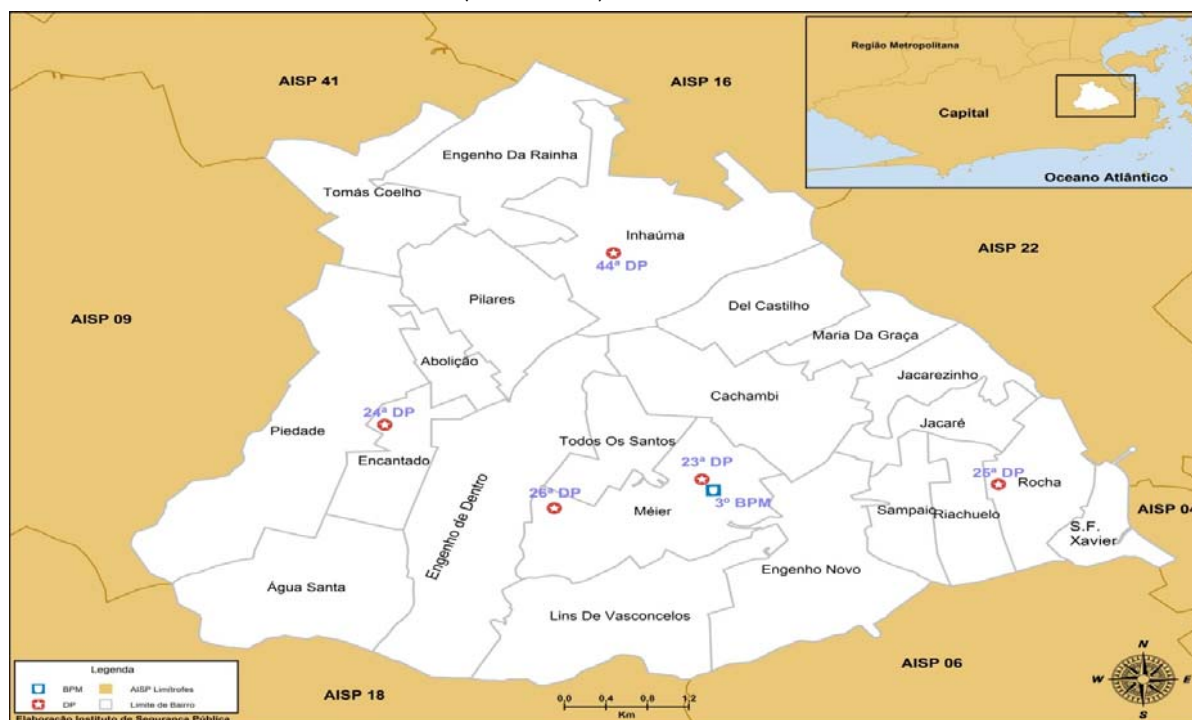 AISP 41
AISP 16
Região Metropolitana
Capital
Oceano Atlântico
Engenho Da Rainha
Tomás Coelho
Inhaúma
44ª DP
AISP 22
Pilares
Del Castilho
AISP 09
Maria Da Graça
Abolição
Jacarezinho
Cachambi
24ª DP
Jacaré
Piedade
Todos Os Santos
Encantado
23ª DP
25ª DP
Rocha
26ª DP
3º BPM
AISP 04
Méier
Sampaio
Riachuelo
S.F.
Xavier
Engenho de Dentro
Engenho Novo
Água Santa
Lins De Vasconcelos
AISP 06
AISP 18
Legenda
BPM
AISP Limítrofes
DP
Limite de Bairro
Elaboração Instituto de Segurança Pública
0,0 0,4 0,8 1,2
Km
N
W E
S